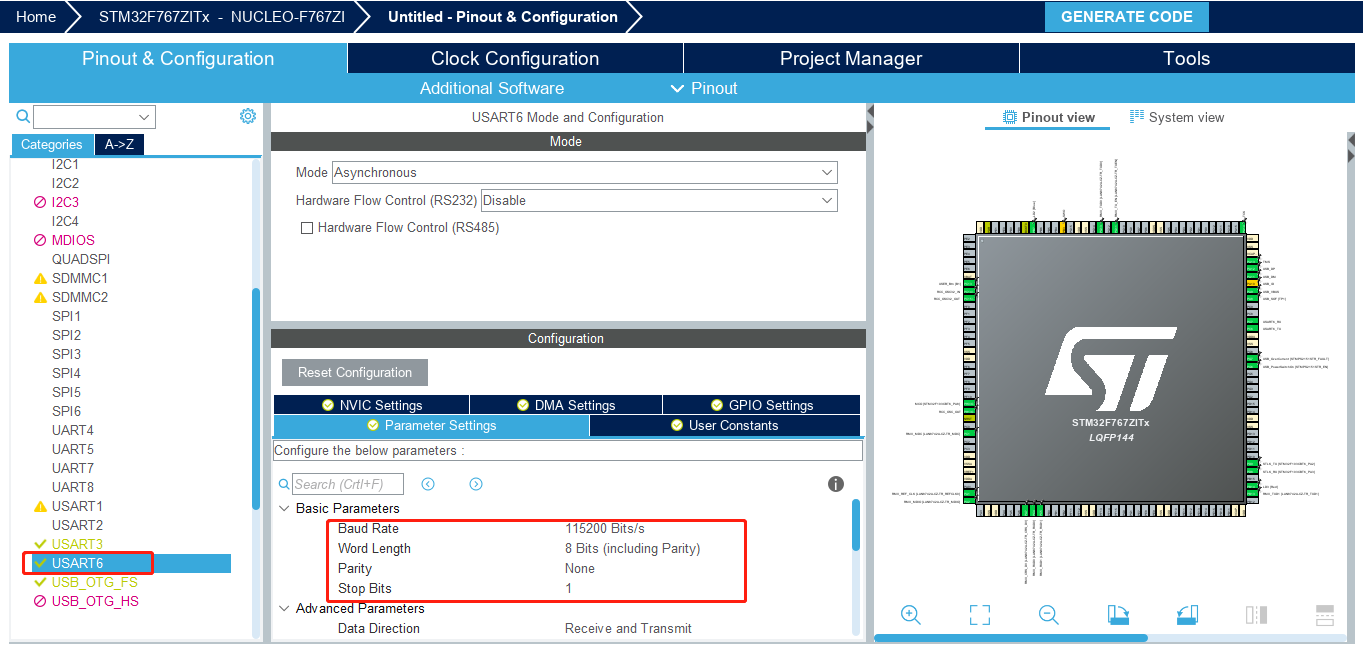 Home STM32F767ZITx - NUCLEO-F767ZI Untitled - Pinout & Configuration GENERATE CODE
Pinout & Configuration Clock Configuration Project Manager Tools
Additional Software Pinout
Categories A->Z
I2C1
I2C2
I2C3
I2C4
MDIOS
QUADSPI
SDMMC1
SDMMC2
SPI1
SPI2
SPI3
SPI4
SPI5
SPI6
UART4
UART5
UART7
UART8
USART1
USART2
USART3
USART6
USB_OTG_FS
USB_OTG_HS
USART6 Mode and Configuration
Mode
Mode Asynchronous
Hardware Flow Control (RS232) Disable
Hardware Flow Control (RS485)
Configuration
Reset Configuration
NVIC Settings DMA Settings GPIO Settings
Parameter Settings User Constants
Configure the below parameters :
Search (Crtl+F)
Basic Parameters
Baud Rate 115200 Bits/s
Word Length 8 Bits (including Parity)
Parity None
Stop Bits 1
Advanced Parameters
Data Direction Receive and Transmit
Pinout view System view
ST
STM32F767ZITx
LQFP144